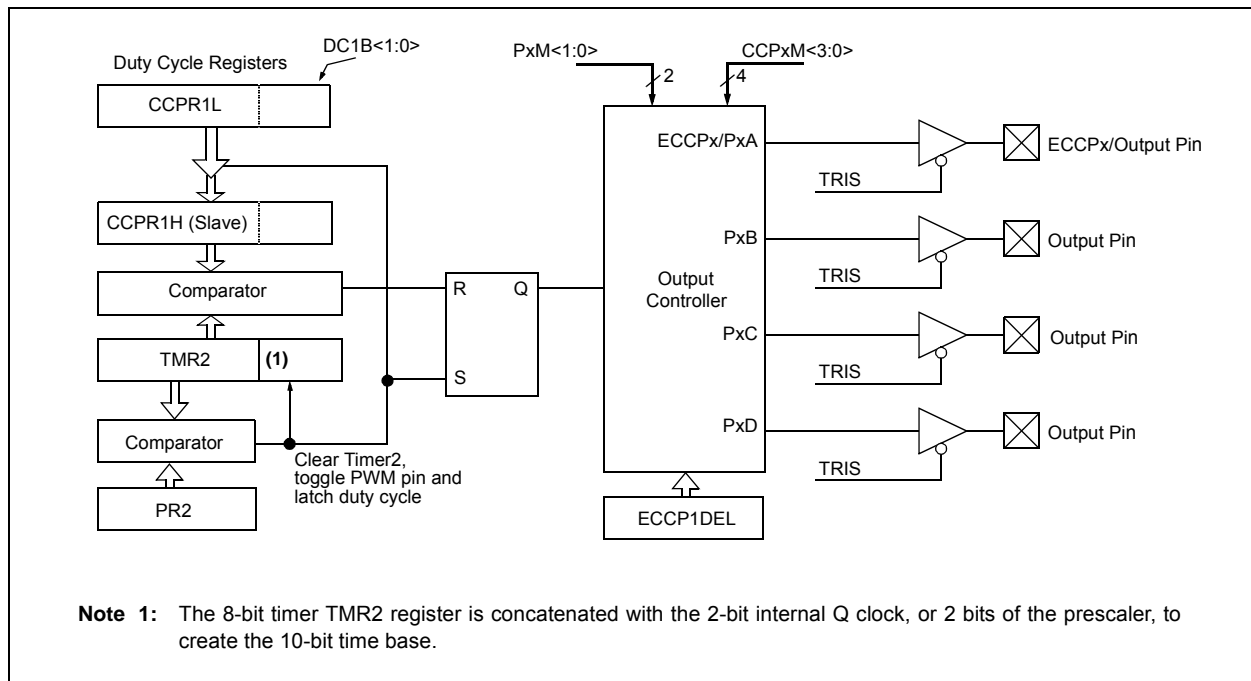 DC1B<1:0>
Duty Cycle Registers
CCPR1L
CCPR1H (Slave)
Comparator
TMR2
(1)
Comparator
PR2
Clear Timer2,
toggle PWM pin and
latch duty cycle
R
Q
S
PxM<1:0>
2
CCPxM<3:0>
4
Output
Controller
ECCPx/PxA
PxB
PxC
PxD
ECCP1DEL
TRIS
ECCPx/Output Pin
TRIS
Output Pin
TRIS
Output Pin
TRIS
Output Pin
Note 1: The 8-bit timer TMR2 register is concatenated with the 2-bit internal Q clock, or 2 bits of the prescaler, to
create the 10-bit time base.